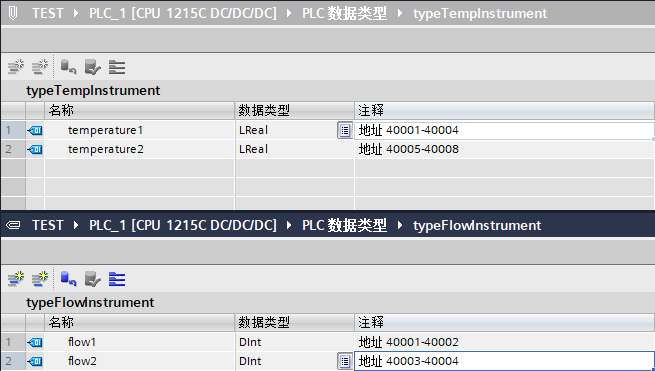 TEST PLC_1 [CPU 1215C DC/DC/DC] PLC 数据类型 typeTempInstrument
typeTempInstrument
名称 数据类型 注释
1 temperature1 LReal 地址 40001-40004
2 temperature2 LReal 地址 40005-40008
TEST PLC_1 [CPU 1215C DC/DC/DC] PLC 数据类型 typeFlowInstrument
typeFlowInstrument
名称 数据类型 注释
1 flow1 DInt 地址 40001-40002
2 flow2 DInt 地址 40003-40004